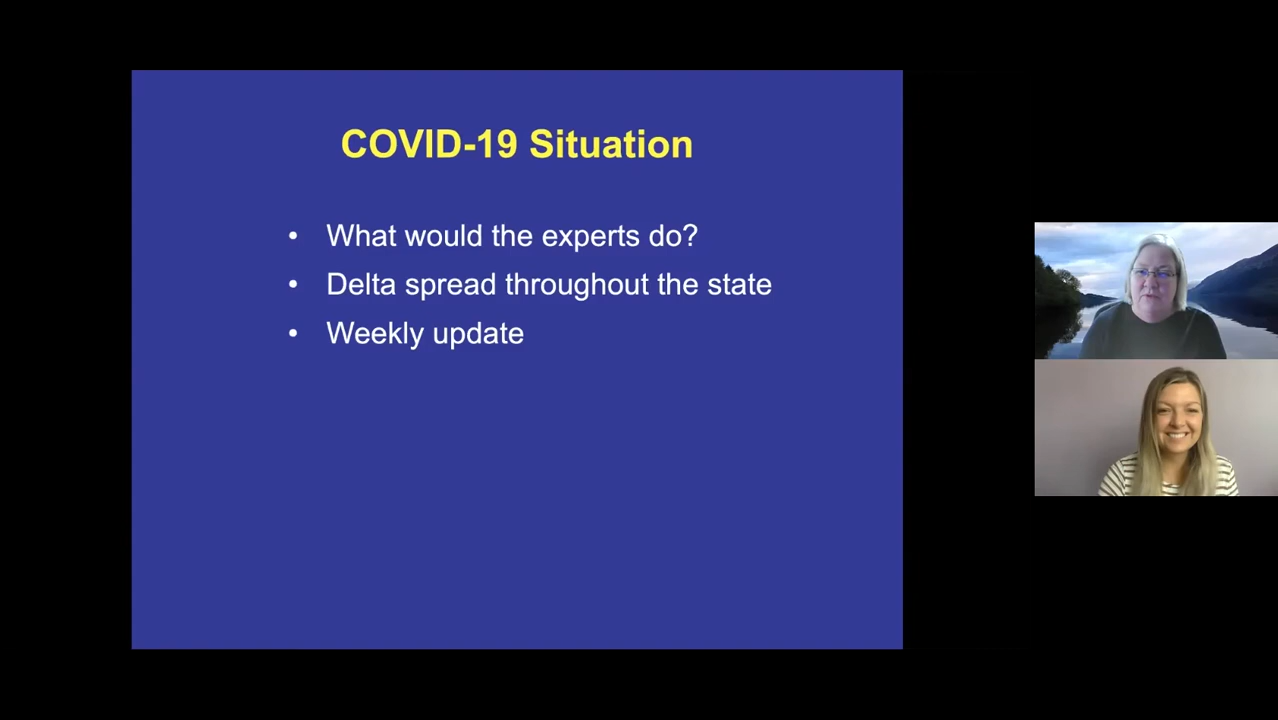 COVID-19 Situation
• What would the experts do?
• Delta spread throughout the state
• Weekly update